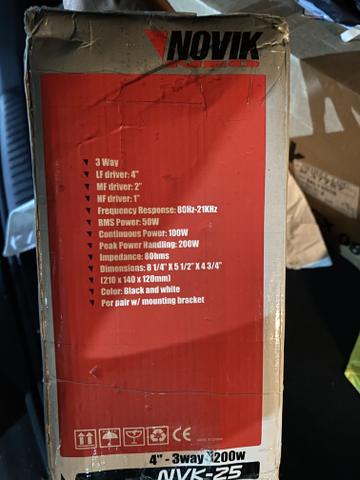 NOVIK
3 Way
LF driver: 4"
MF driver: 2"
HF driver: 1"
Frequency Response: 80Hz-21KHz
RMS Power: 50W
Continuous Power: 100W
Peak Power Handling: 200W
Impedance: 8Ohms
Dimensions: 8 1/4" X 5 1/2" X 4 3/4"
(210 x 140 x 120mm)
Color: Black and white
Per pair w/ mounting bracket
CE
4" - 3way 200w
NVK-25